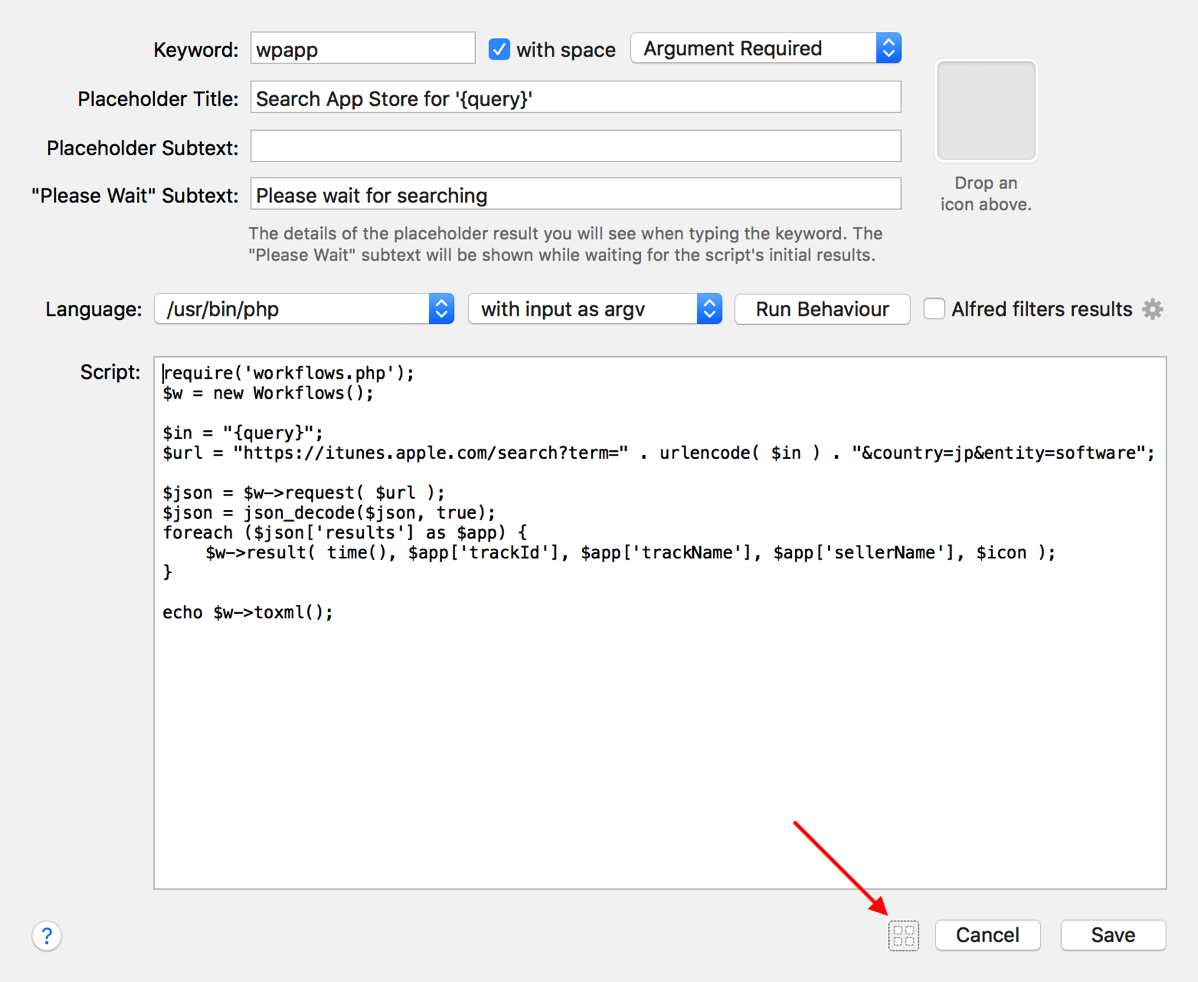 Keyword: wpapp with space Argument Required
Placeholder Title: Search App Store for '{query}'
Placeholder Subtext:
"Please Wait" Subtext: Please wait for searching
Drop an
icon above.
The details of the placeholder result you will see when typing the keyword. The
"Please Wait" subtext will be shown while waiting for the script's initial results.
Language: /usr/bin/php with input as argv Run Behaviour Alfred filters results
Script:
require('workflows.php');
$w = new Workflows();
$in = "{query}";
$url = "https://itunes.apple.com/search?term=" . urlencode( $in ) . "&country=jp&entity=software";
$json = $w->request( $url );
$json = json_decode($json, true);
foreach ($json['results'] as $app) {
    $w->result( time(), $app['trackId'], $app['trackName'], $app['sellerName'], $icon );
}
echo $w->toxml();
? Cancel Save